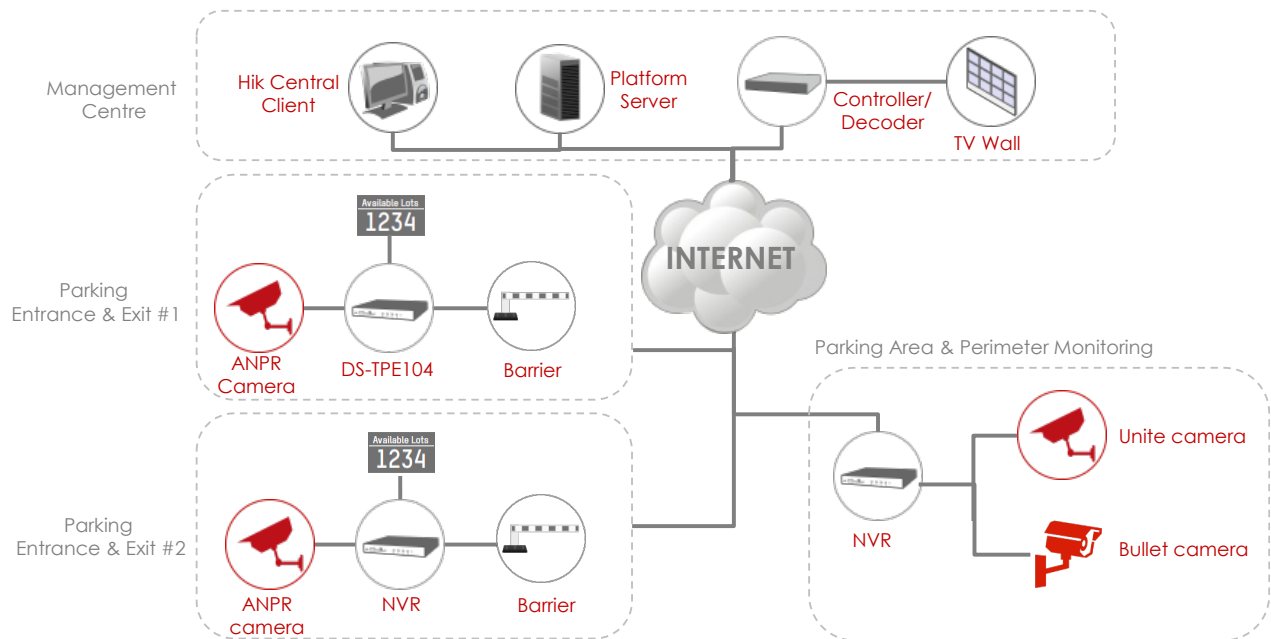 Management
Centre
Hik Central
Client
Platform
Server
Controller/
Decoder
TV Wall
INTERNET
Parking
Entrance & Exit #1
Available Lots
1234
ANPR
Camera
DS-TPE104
Barrier
Parking Area & Perimeter Monitoring
Unite camera
NVR
Bullet camera
Parking
Entrance & Exit #2
Available Lots
1234
ANPR
camera
NVR
Barrier